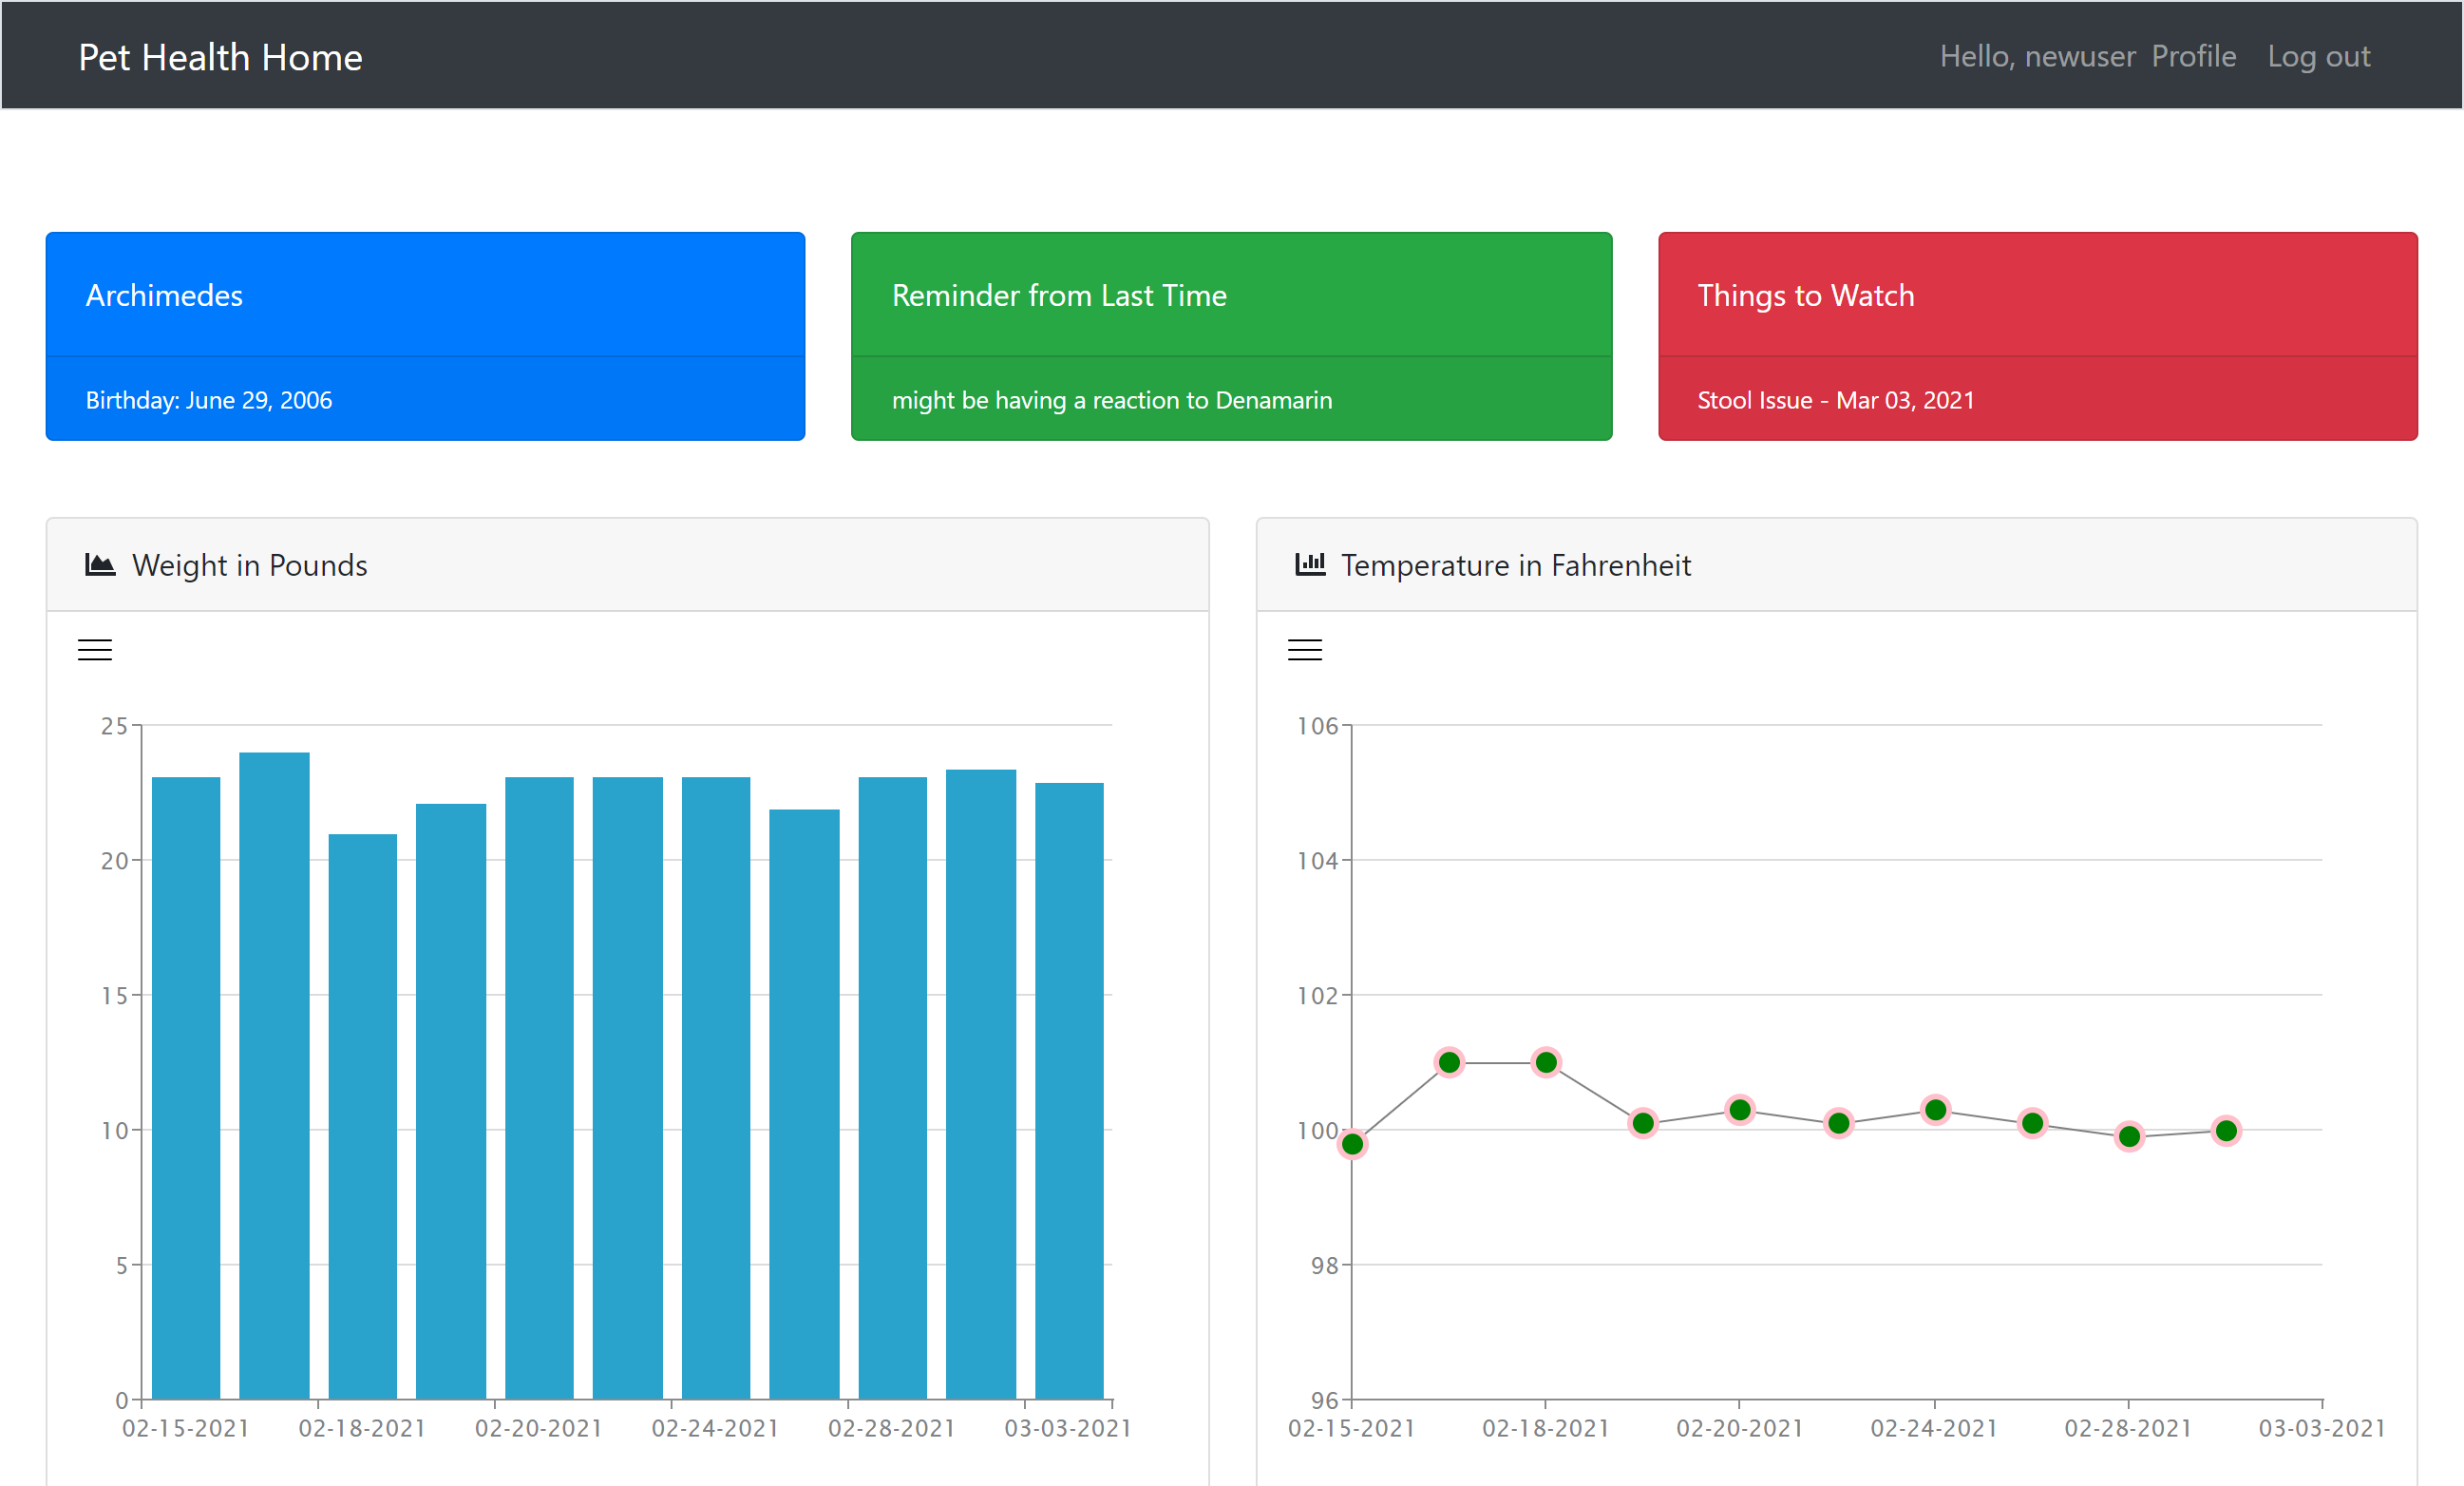 Pet Health Home
Hello, newuser Profile Log out
Archimedes
Birthday: June 29, 2006
Reminder from Last Time
might be having a reaction to Denamarin
Things to Watch
Stool Issue - Mar 03, 2021
Weight in Pounds
25
20
15
10
5
0
02-15-2021 02-18-2021 02-20-2021 02-24-2021 02-28-2021 03-03-2021
Temperature in Fahrenheit
106
104
102
100
98
96
02-15-2021 02-18-2021 02-20-2021 02-24-2021 02-28-2021 03-03-2021